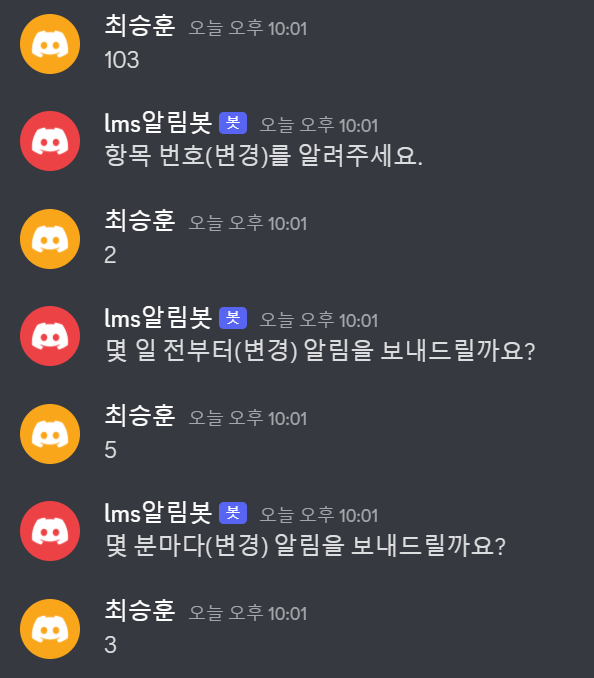 최승훈 오늘 오후 10:01
103
lms알림봇 봇 오늘 오후 10:01
항목 번호(변경)를 알려주세요.
최승훈 오늘 오후 10:01
2
lms알림봇 봇 오늘 오후 10:01
몇 일 전부터(변경) 알림을 보내드릴까요?
최승훈 오늘 오후 10:01
5
lms알림봇 봇 오늘 오후 10:01
몇 분마다(변경) 알림을 보내드릴까요?
최승훈 오늘 오후 10:01
3